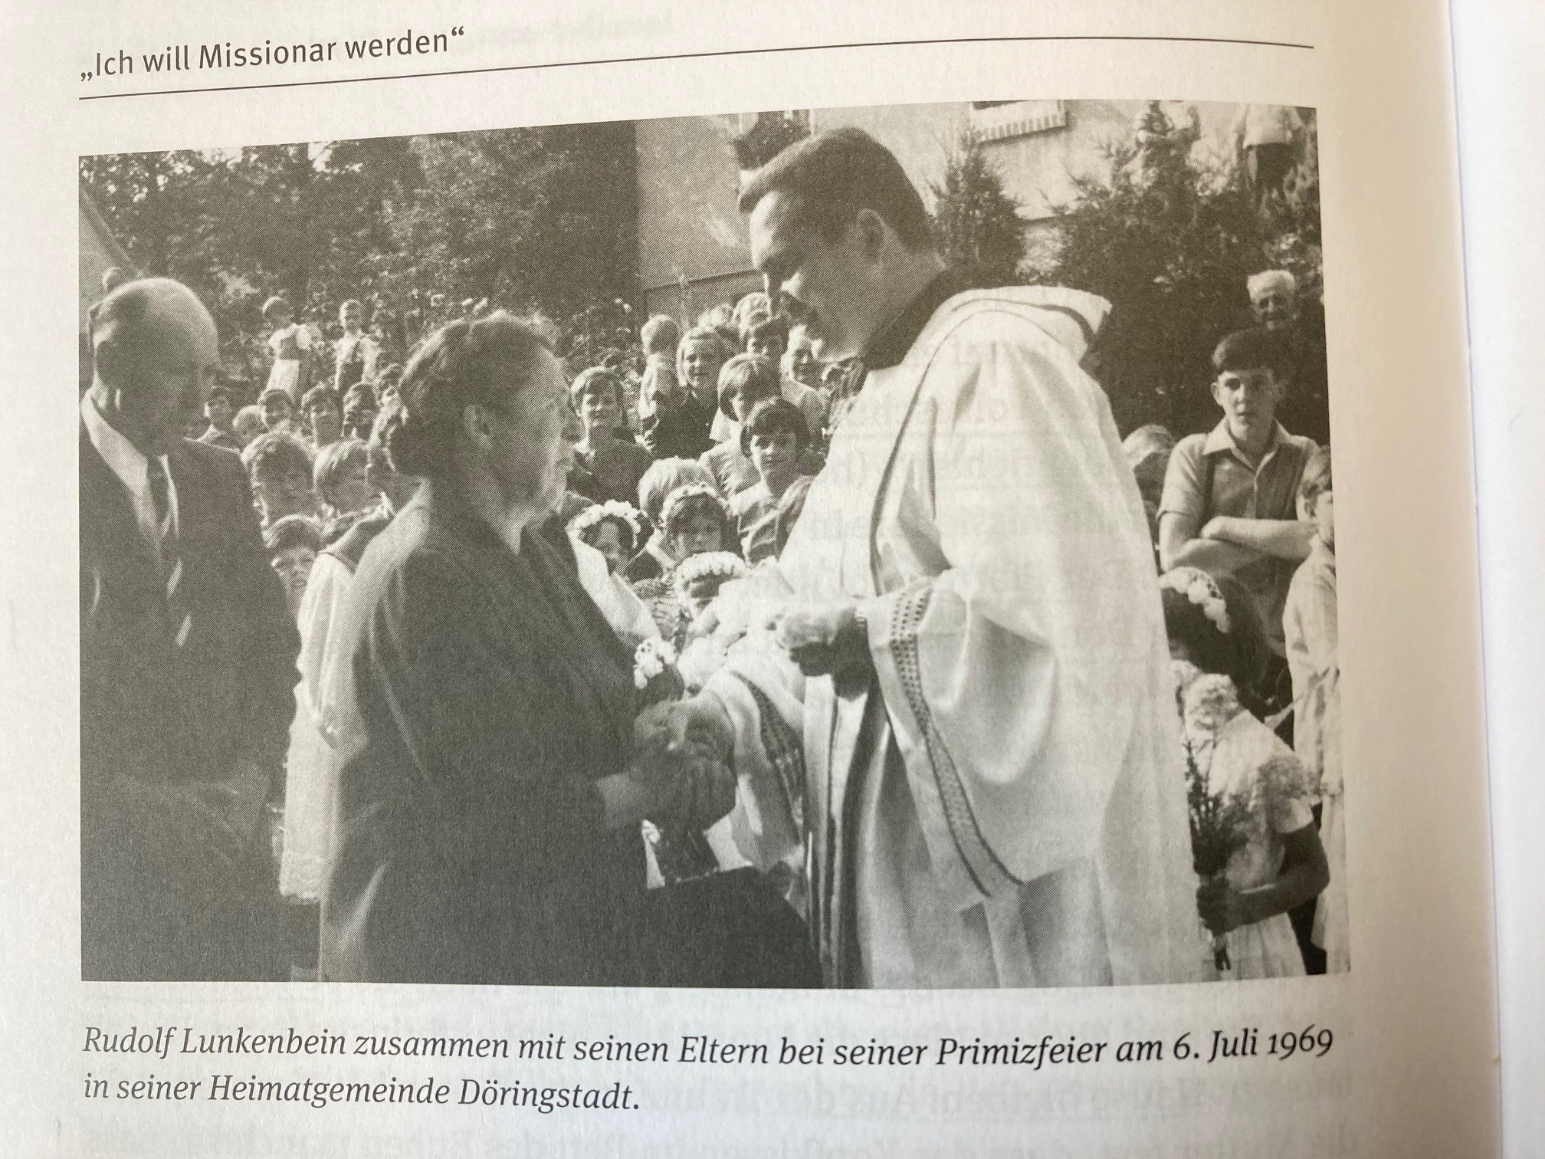 „Ich will Missionar werden“
Rudolf Lunkenbein zusammen mit seinen Eltern bei seiner Primizfeier am 6. Juli 1969
in seiner Heimatgemeinde Döringstadt.